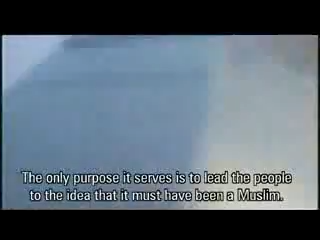 The only purpose it serves is to lead the people
to the idea that it must have been a Muslim.